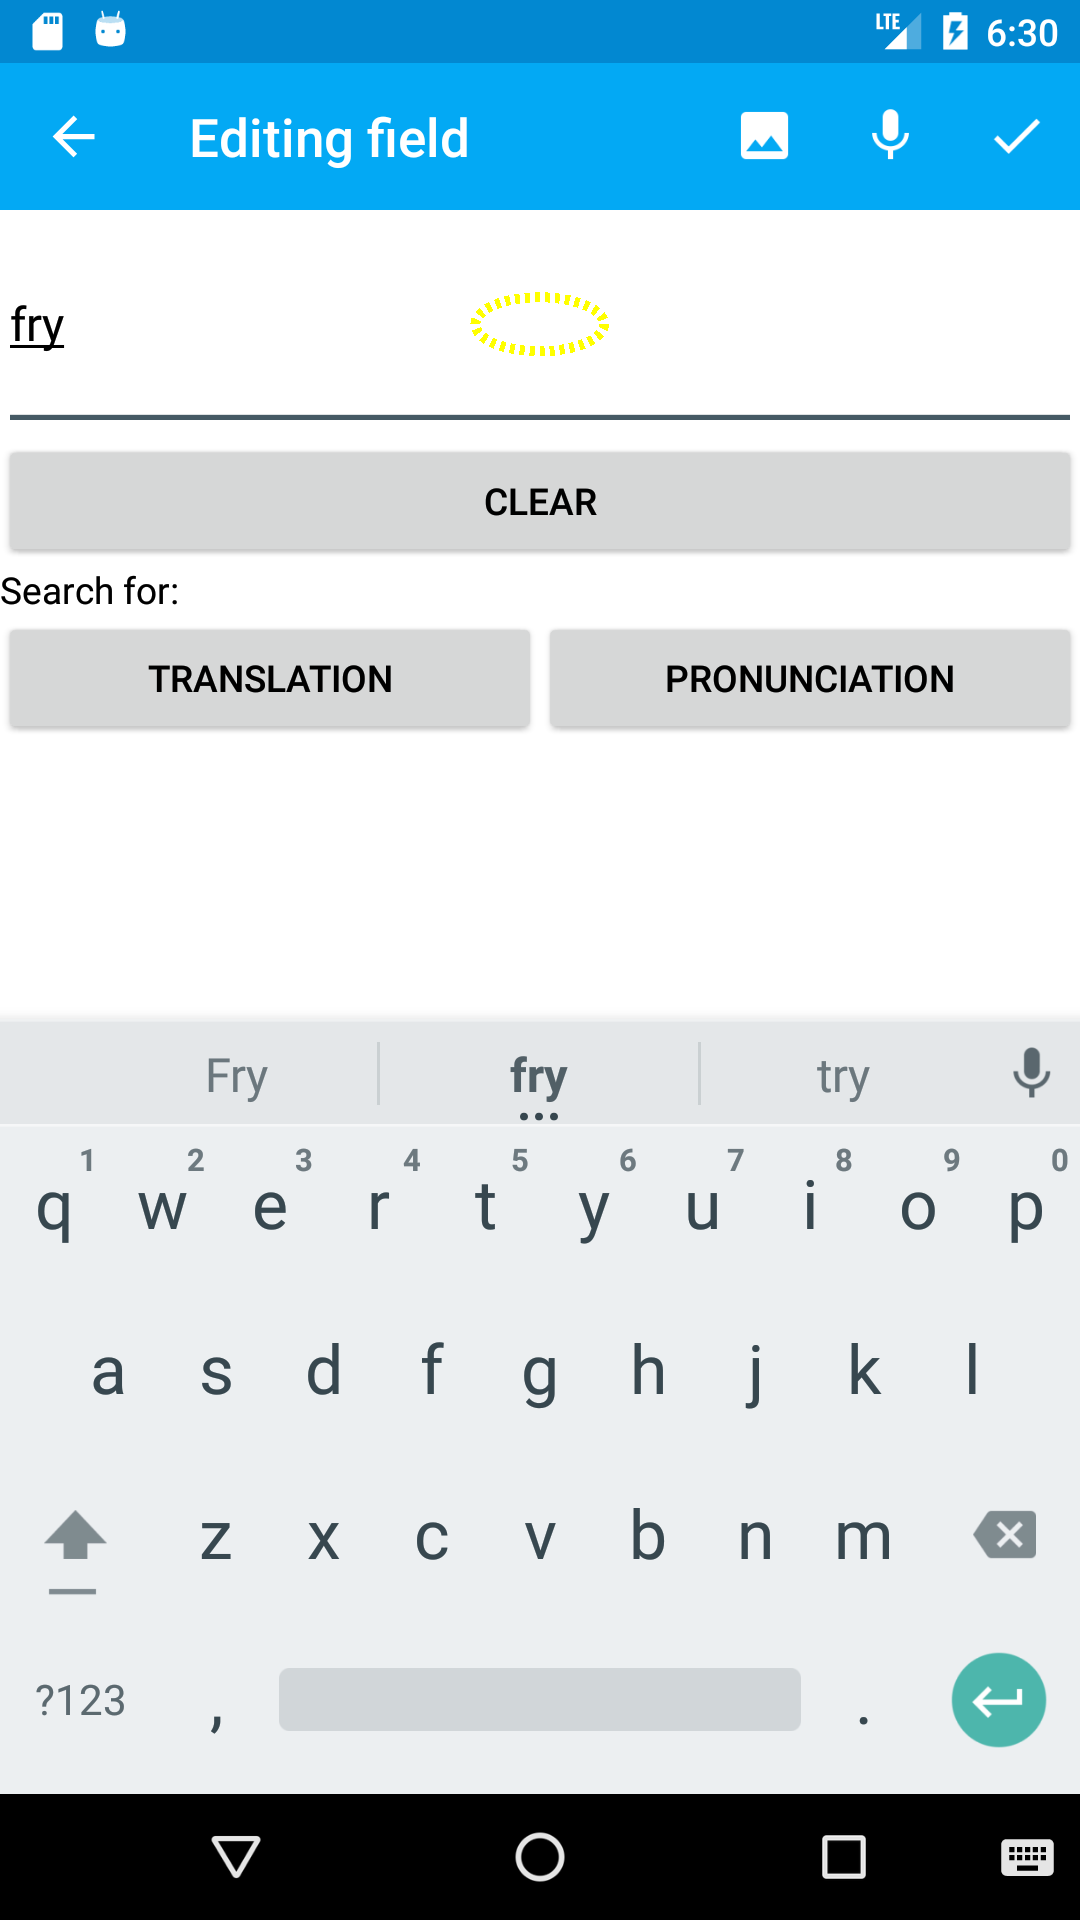 LTE 6:30
Editing field
fry
CLEAR
Search for:
TRANSLATION PRONUNCIATION
Fry fry try
1 2 3 4 5 6 7 8 9 0
q w e r t y u i o p
a s d f g h j k l
z x c v b n m
?123 , .